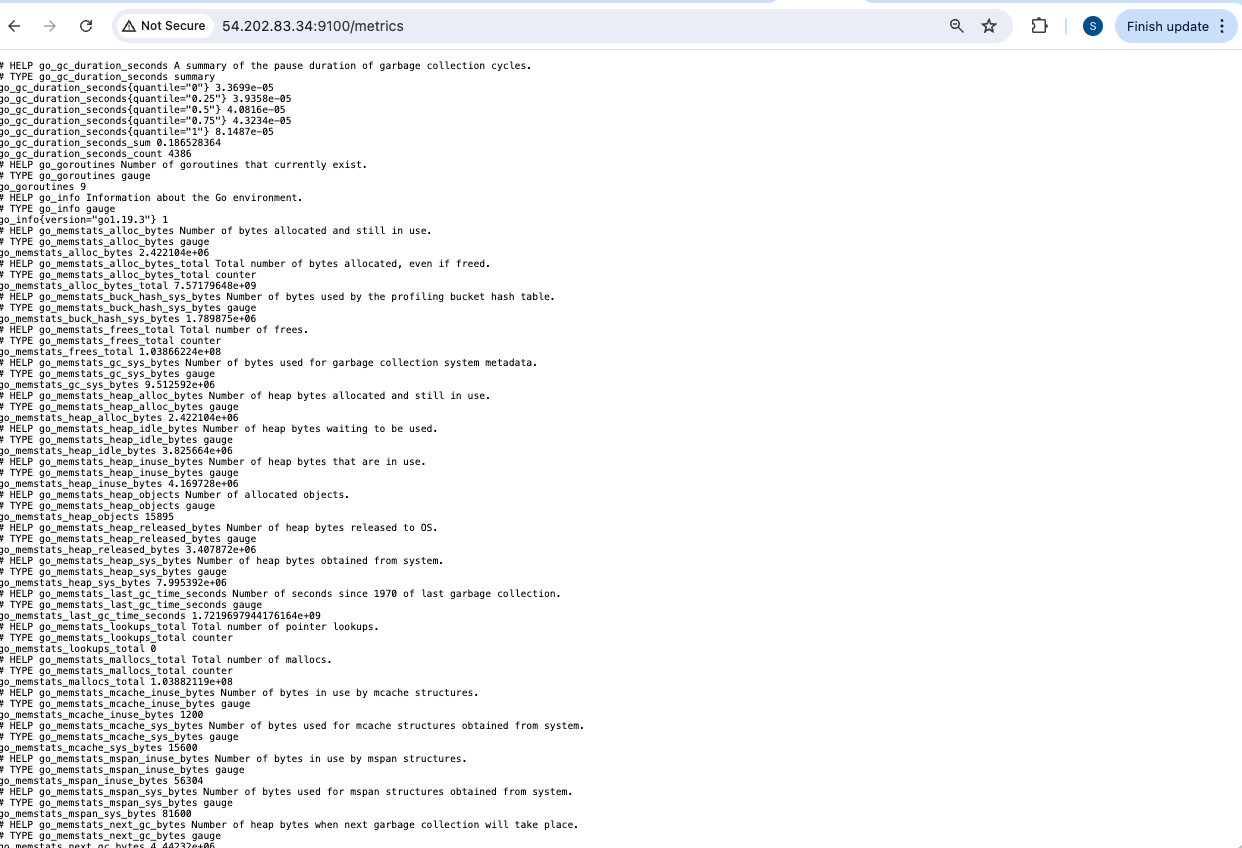 Not Secure 54.202.83.34:9100/metrics S Finish update
# HELP go_gc_duration_seconds A summary of the pause duration of garbage collection cycles.
# TYPE go_gc_duration_seconds summary
go_gc_duration_seconds{quantile="0"} 3.3699e-05
go_gc_duration_seconds{quantile="0.25"} 3.9358e-05
go_gc_duration_seconds{quantile="0.5"} 4.0816e-05
go_gc_duration_seconds{quantile="0.75"} 4.3234e-05
go_gc_duration_seconds{quantile="1"} 8.1487e-05
go_gc_duration_seconds_sum 0.186528364
go_gc_duration_seconds_count 4386
# HELP go_goroutines Number of goroutines that currently exist.
# TYPE go_goroutines gauge
go_goroutines 9
# HELP go_info Information about the Go environment.
# TYPE go_info gauge
go_info{version="go1.19.3"} 1
# HELP go_memstats_alloc_bytes Number of bytes allocated and still in use.
# TYPE go_memstats_alloc_bytes gauge
go_memstats_alloc_bytes 2.422104e+06
# HELP go_memstats_alloc_bytes_total Total number of bytes allocated, even if freed.
# TYPE go_memstats_alloc_bytes_total counter
go_memstats_alloc_bytes_total 7.57179648e+09
# HELP go_memstats_buck_hash_sys_bytes Number of bytes used by the profiling bucket hash table.
# TYPE go_memstats_buck_hash_sys_bytes gauge
go_memstats_buck_hash_sys_bytes 1.789875e+06
# HELP go_memstats_frees_total Total number of frees.
# TYPE go_memstats_frees_total counter
go_memstats_frees_total 1.03866224e+08
# HELP go_memstats_gc_sys_bytes Number of bytes used for garbage collection system metadata.
# TYPE go_memstats_gc_sys_bytes gauge
go_memstats_gc_sys_bytes 9.512592e+06
# HELP go_memstats_heap_alloc_bytes Number of heap bytes allocated and still in use.
# TYPE go_memstats_heap_alloc_bytes gauge
go_memstats_heap_alloc_bytes 2.422104e+06
# HELP go_memstats_heap_idle_bytes Number of heap bytes waiting to be used.
# TYPE go_memstats_heap_idle_bytes gauge
go_memstats_heap_idle_bytes 3.825664e+06
# HELP go_memstats_heap_inuse_bytes Number of heap bytes that are in use.
# TYPE go_memstats_heap_inuse_bytes gauge
go_memstats_heap_inuse_bytes 4.169728e+06
# HELP go_memstats_heap_objects Number of allocated objects.
# TYPE go_memstats_heap_objects gauge
go_memstats_heap_objects 15895
# HELP go_memstats_heap_released_bytes Number of heap bytes released to OS.
# TYPE go_memstats_heap_released_bytes gauge
go_memstats_heap_released_bytes 3.407872e+06
# HELP go_memstats_heap_sys_bytes Number of heap bytes obtained from system.
# TYPE go_memstats_heap_sys_bytes gauge
go_memstats_heap_sys_bytes 7.995392e+06
# HELP go_memstats_last_gc_time_seconds Number of seconds since 1970 of last garbage collection.
# TYPE go_memstats_last_gc_time_seconds gauge
go_memstats_last_gc_time_seconds 1.7219697944176164e+09
# HELP go_memstats_lookups_total Total number of pointer lookups.
# TYPE go_memstats_lookups_total counter
go_memstats_lookups_total 0
# HELP go_memstats_mallocs_total Total number of mallocs.
# TYPE go_memstats_mallocs_total counter
go_memstats_mallocs_total 1.03882119e+08
# HELP go_memstats_mcache_inuse_bytes Number of bytes in use by mcache structures.
# TYPE go_memstats_mcache_inuse_bytes gauge
go_memstats_mcache_inuse_bytes 1200
# HELP go_memstats_mcache_sys_bytes Number of bytes used for mcache structures obtained from system.
# TYPE go_memstats_mcache_sys_bytes gauge
go_memstats_mcache_sys_bytes 15600
# HELP go_memstats_mspan_inuse_bytes Number of bytes in use by mspan structures.
# TYPE go_memstats_mspan_inuse_bytes gauge
go_memstats_mspan_inuse_bytes 56304
# HELP go_memstats_mspan_sys_bytes Number of bytes used for mspan structures obtained from system.
# TYPE go_memstats_mspan_sys_bytes gauge
go_memstats_mspan_sys_bytes 81600
# HELP go_memstats_next_gc_bytes Number of heap bytes when next garbage collection will take place.
# TYPE go_memstats_next_gc_bytes gauge
go_memstats_next_gc_bytes 4.44232e+06